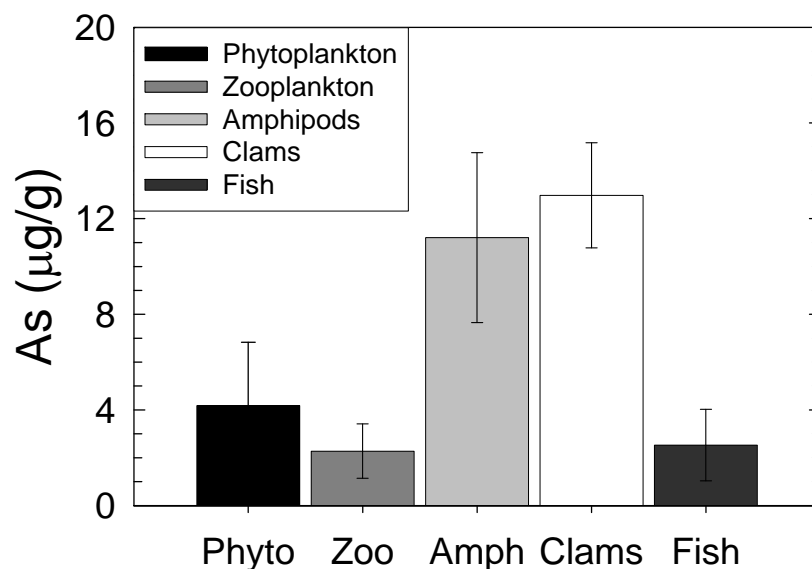 20
16
12
8
4
0
As (μg/g)
Phytoplankton
Zooplankton
Amphipods
Clams
Fish
Phyto Zoo Amph Clams Fish